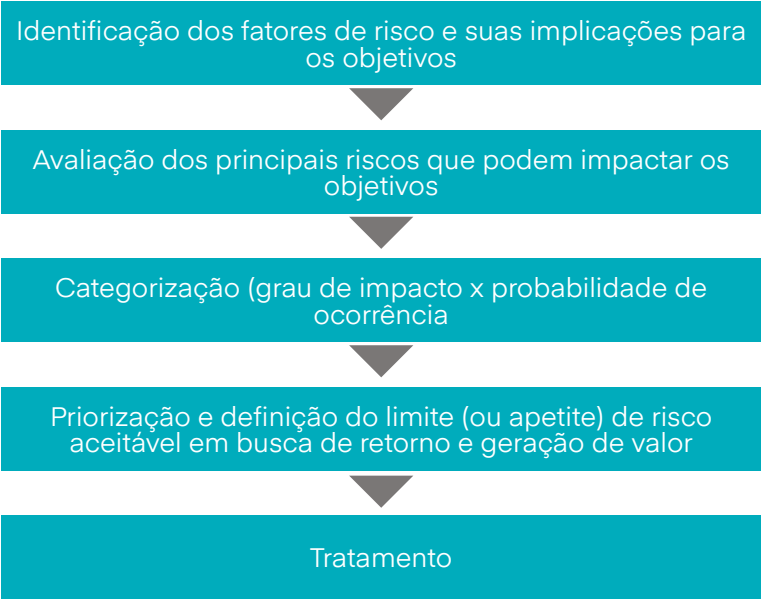 Identificação dos fatores de risco e suas implicações para
os objetivos
Avaliação dos principais riscos que podem impactar os
objetivos
Categorização (grau de impacto x probabilidade de
ocorrência
Priorização e definição do limite (ou apetite) de risco
aceitável em busca de retorno e geração de valor
Tratamento